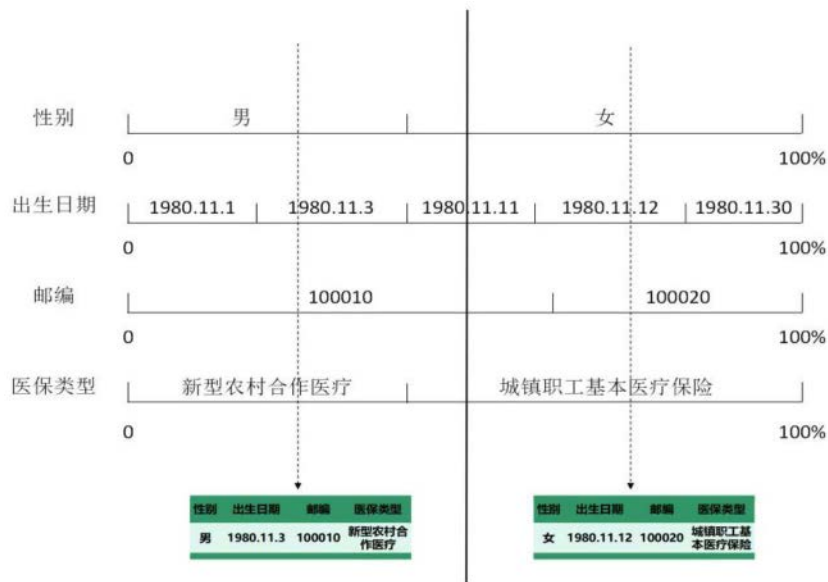 性别 男 女
0 100%
出生日期 1980.11.1 1980.11.3 1980.11.11 1980.11.12 1980.11.30
0 100%
邮编 100010 100020
0 100%
医保类型 新型农村合作医疗 城镇职工基本医疗保险
0 100%
性别 出生日期 邮编 医保类型
男 1980.11.3 100010 新型农村合
作医疗
性别 出生日期 邮编 医保类型
女 1980.11.12 100020 城镇职工基
本医疗保险